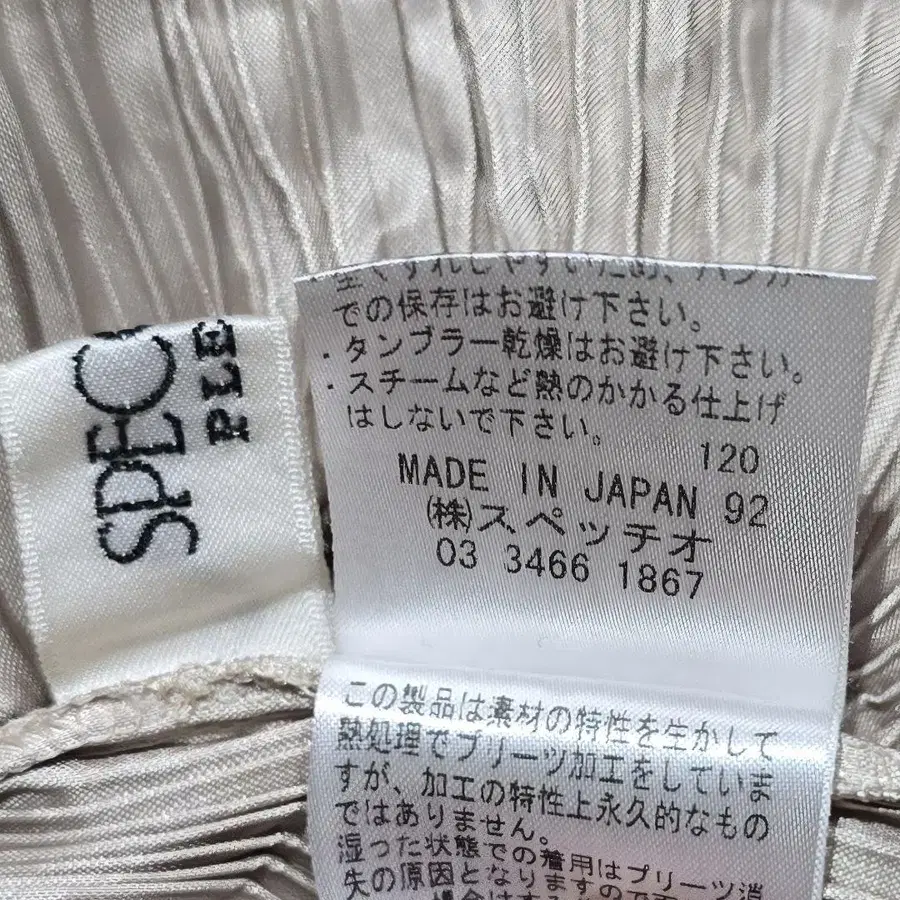 SPEC
PLE
での保存はお避け下さい。
・タンブラー乾燥はお避け下さい。
・スチームなど熱のかかる仕上げ
はしないで下さい。
120
MADE IN JAPAN 92
(株)スペッチオ
03 3466 1867
この製品は素材の特性を生かして
熱処理でプリーツ加工をしていま
すが、加工の特性上永久的なもの
ではありません。
湿った状態での着用はプリーツ消
失の原因となりますので